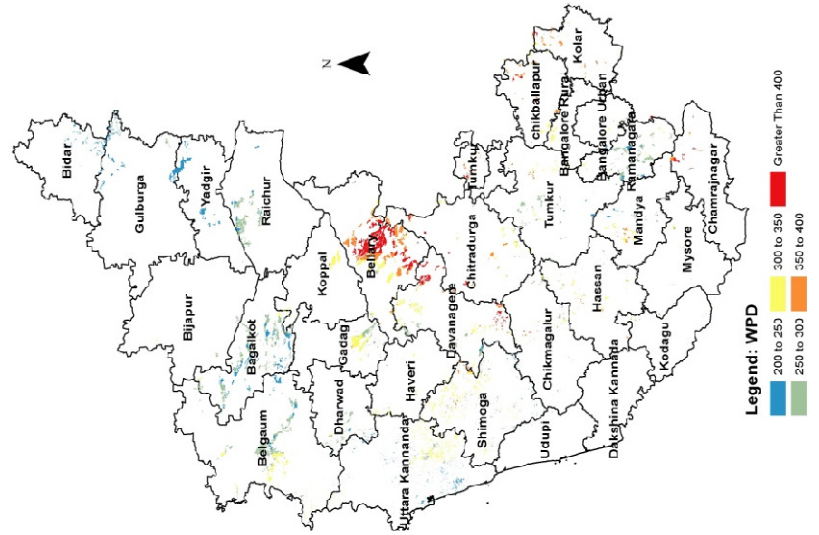 N
Bidar
Gulburga
Yadgir
Raichur
Bijapur
Bagalkot
Koppal
Bellary
Belgaum
Gadag
Dharwad
Haveri
Davanagere
Uttara Kannanda
Shimoga
Chitradurga
Tumkur
Tumkur
Chikballapur
Kolar
Bangalore Rura
Bangalore Urban
Ramanagara
Udupi
Chikmagalur
Hassan
Mandya
Dakshina Kannada
Kodagu
Mysore
Chamrajnagar
Legend: WPD
200 to 250
300 to 350
Greater Than 400
250 to 300
350 to 400